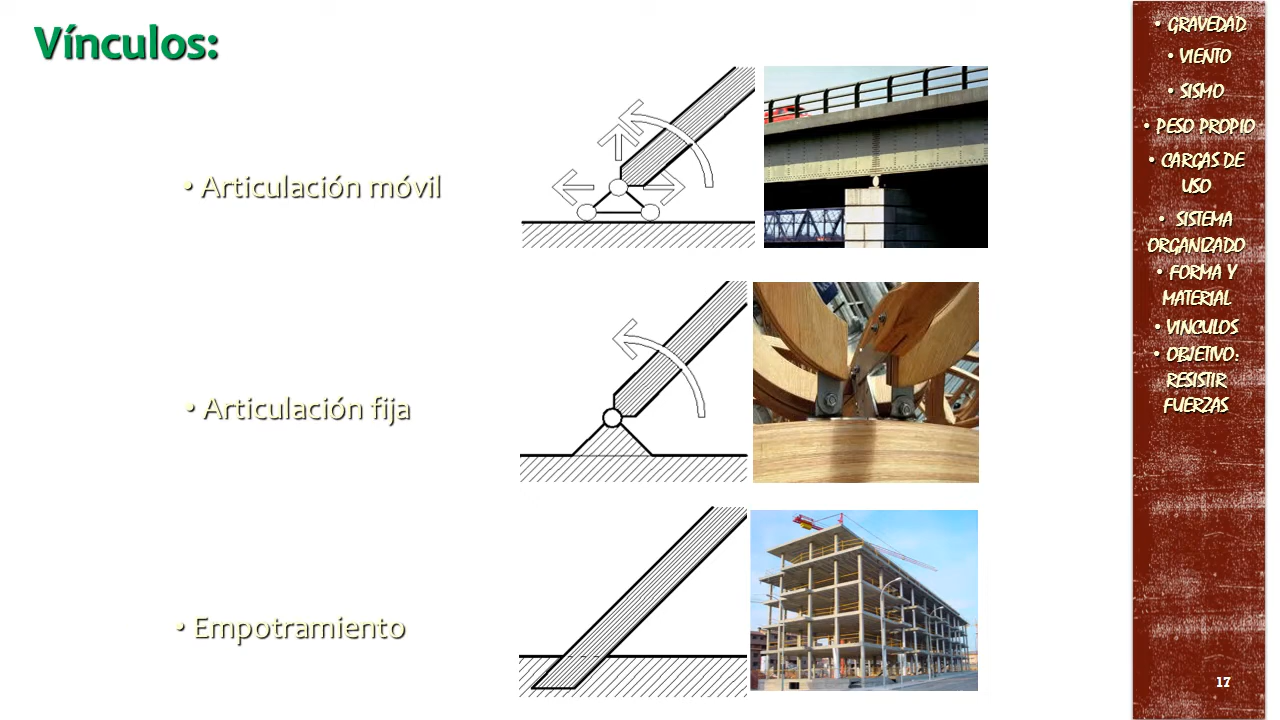 Vínculos:
• Articulación móvil
• Articulación fija
• Empotramiento
• GRAVEDAD
• VIENTO
• SISMO
• PESO PROPIO
• CARGAS DE
USO
• SISTEMA
ORGANIZADO
• FORMA Y
MATERIAL
• VINCULOS
• OBJETIVO:
RESISTIR
FUERZAS
17